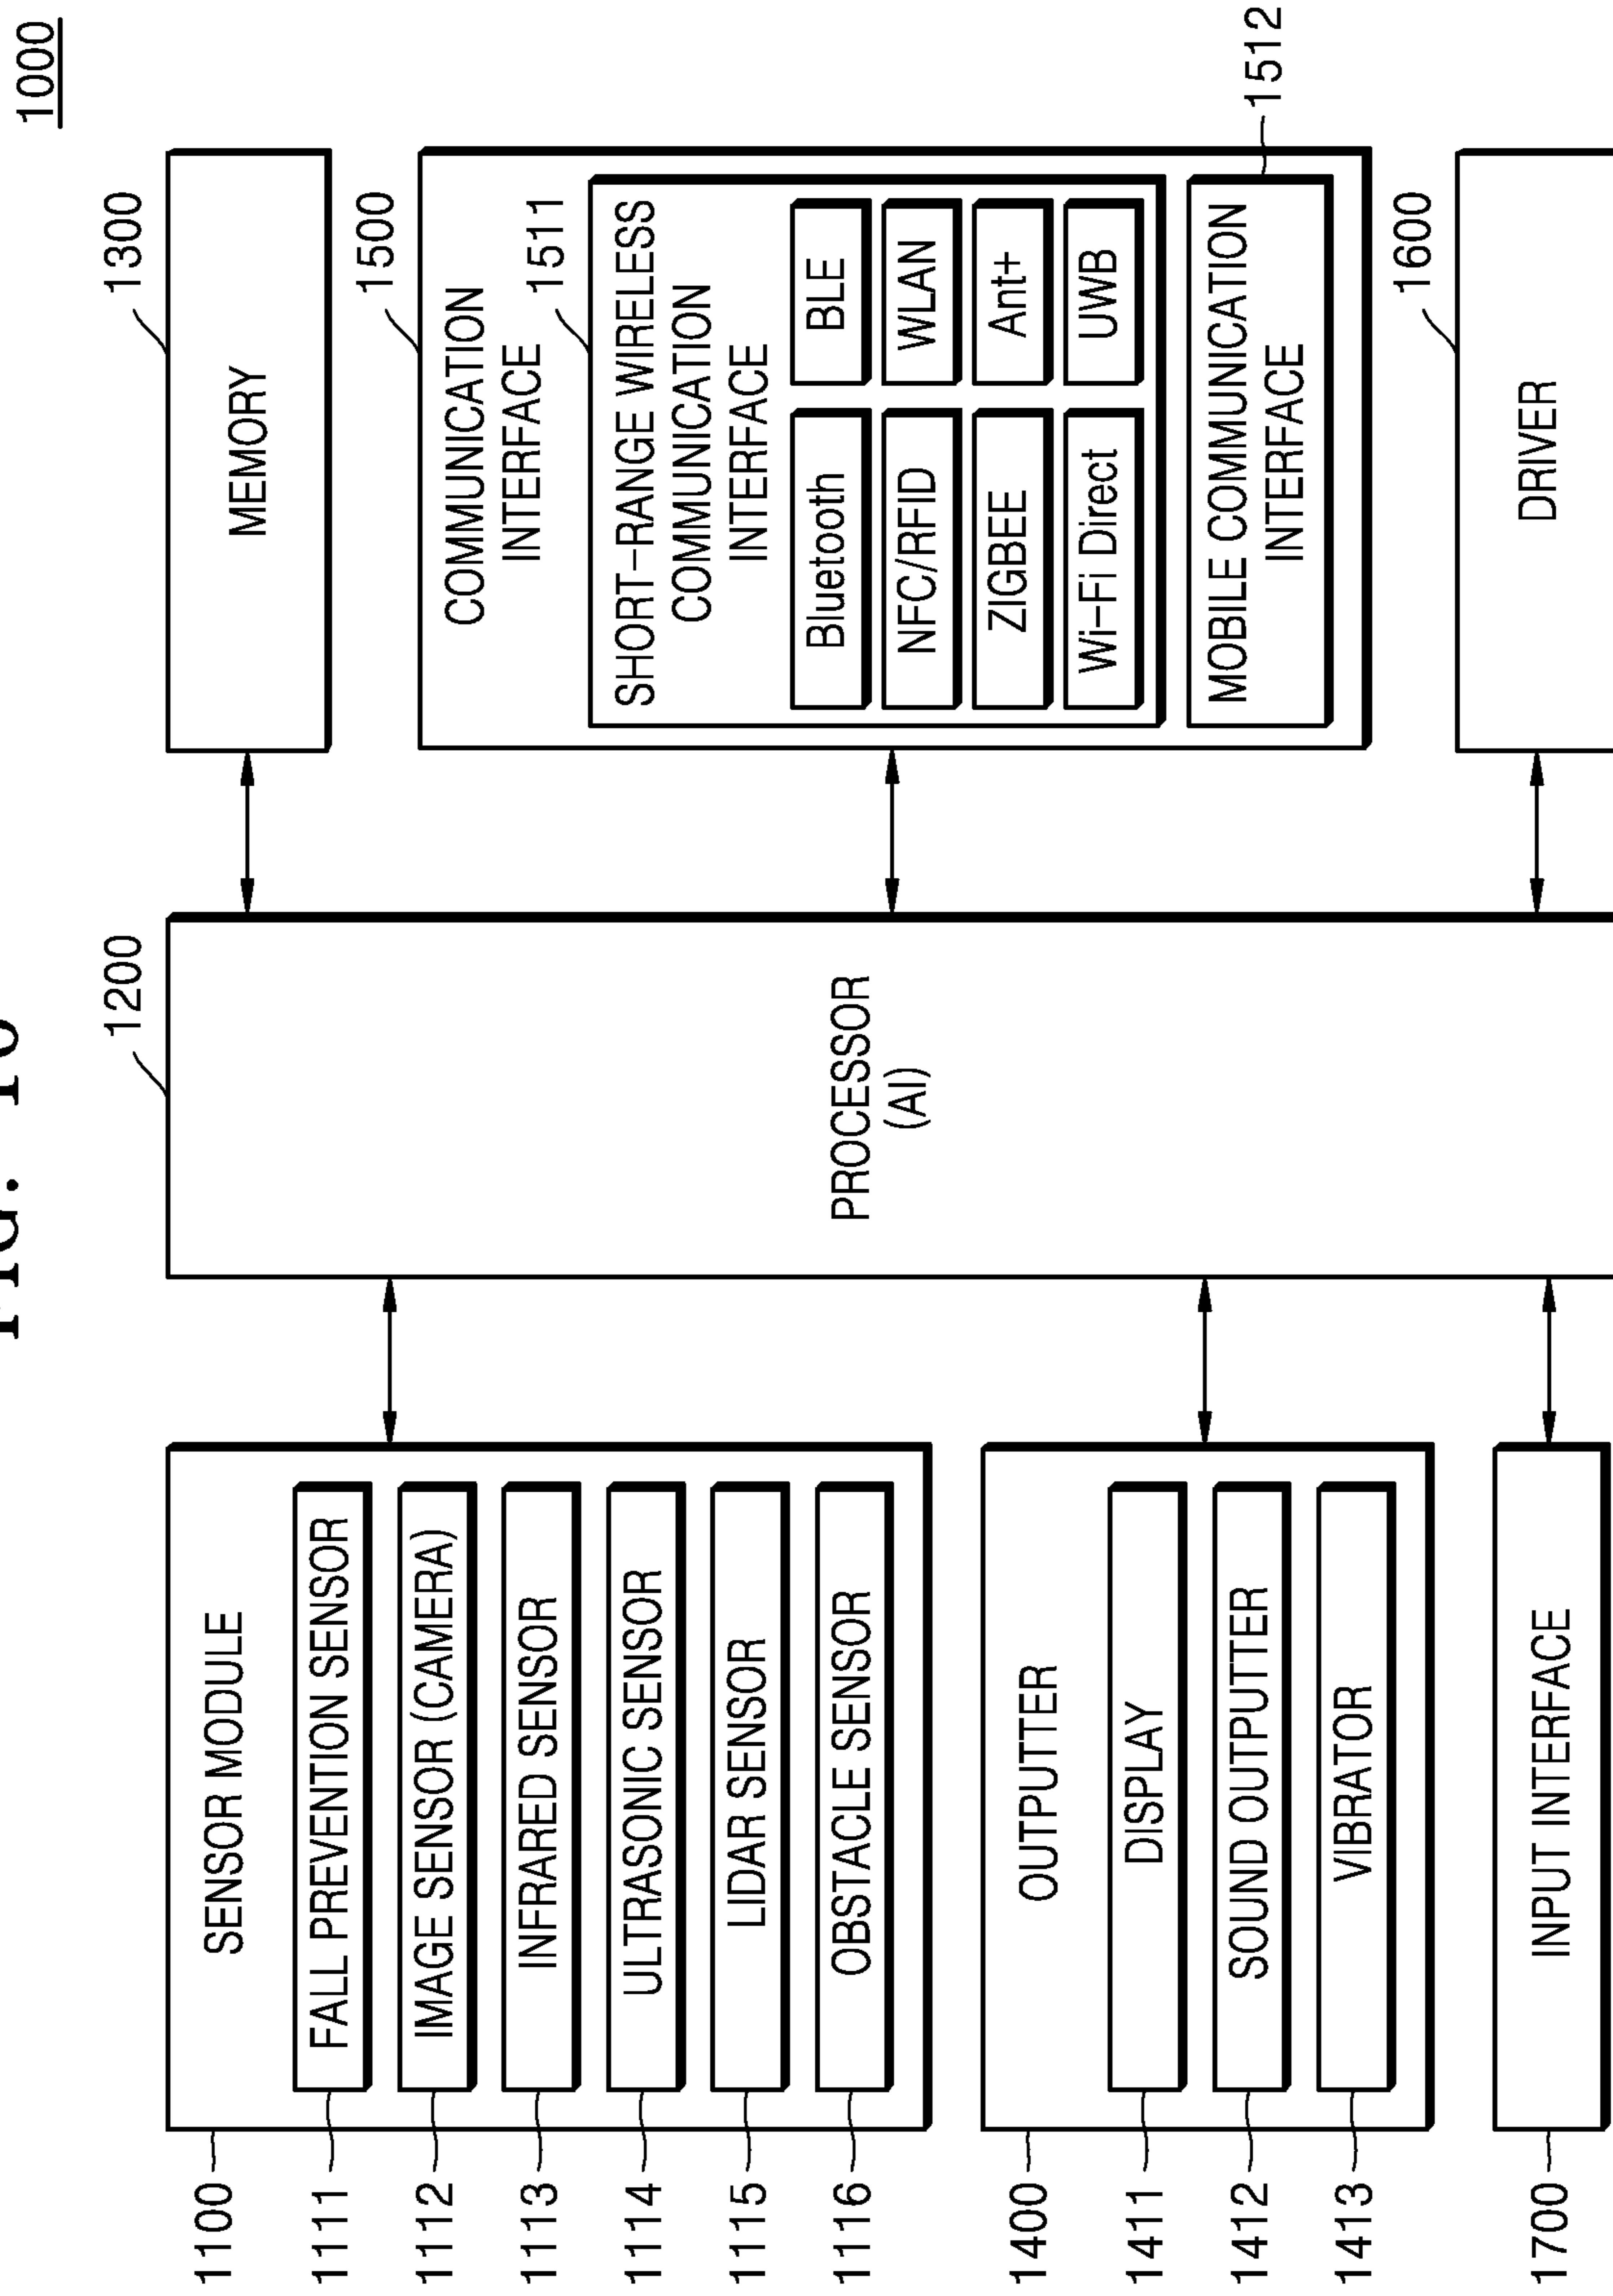 FIG.
1000
1100
SENSOR MODULE
1111
FALL PREVENTION SENSOR
1112
IMAGE SENSOR (CAMERA)
1113
INFRARED SENSOR
1114
ULTRASONIC SENSOR
1115
LIDAR SENSOR
1116
OBSTACLE SENSOR
1400
OUTPUTTER
1411
DISPLAY
1412
SOUND OUTPUTTER
1413
VIBRATOR
1700
INPUT INTERFACE
1200
PROCESSOR
(AI)
1300
MEMORY
1500
COMMUNICATION
INTERFACE
1511
SHORT-RANGE WIRELESS
COMMUNICATION
INTERFACE
Bluetooth BLE
NFC/RFID WLAN
ZIGBEE Ant+
Wi-Fi Direct UWB
MOBILE COMMUNICATION
INTERFACE
1512
1600
DRIVER